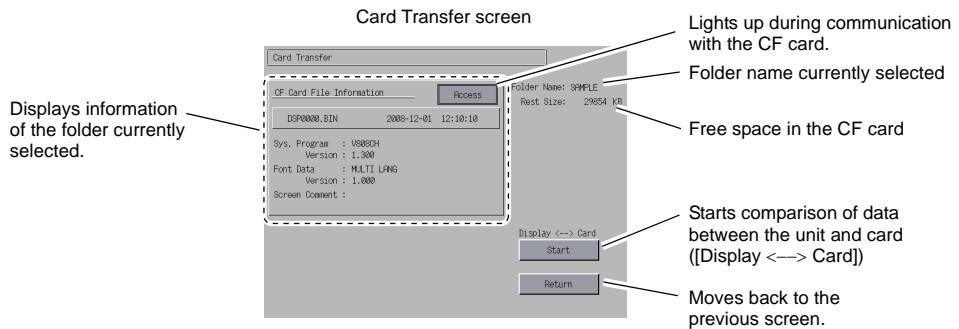 Card Transfer screen
Lights up during communication
with the CF card.
Card Transfer
Folder name currently selected
CF Card File Information
Access
Folder Name: SAMPLE
Rest Size: 29854 KB
Displays information
of the folder currently
selected.
DSP0000.BIN 2008-12-01 12:10:10
Free space in the CF card
Sys. Program : V808CH
Version : 1.300
Font Data : MULTI LANG
Version : 1.000
Screen Comment :
Starts comparison of data
between the unit and card
([Display <––> Card])
Display <--> Card
Start
Return
Moves back to the
previous screen.